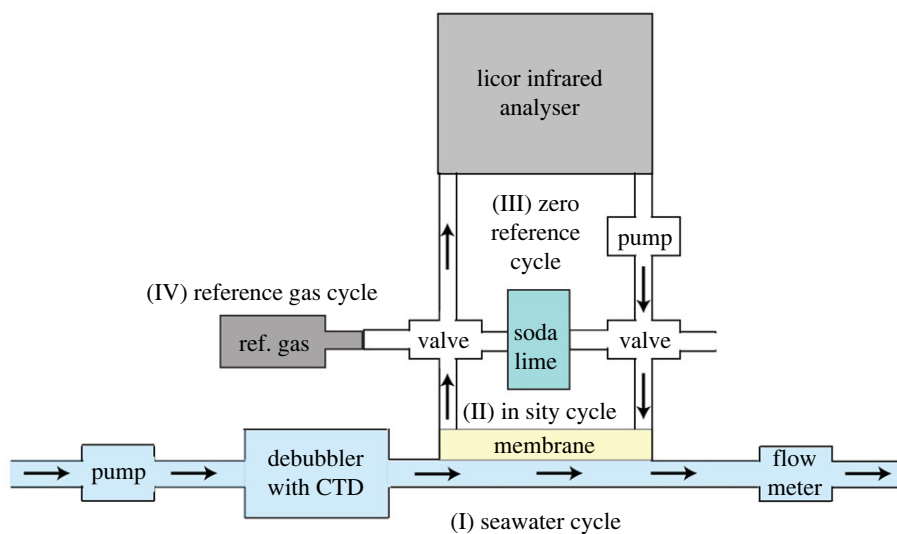 licor infrared
analyser
(III) zero
reference
cycle
pump
(IV) reference gas cycle
ref. gas
valve
soda
lime
valve
(II) in sity cycle
membrane
pump
debubbler
with CTD
flow
meter
(I) seawater cycle